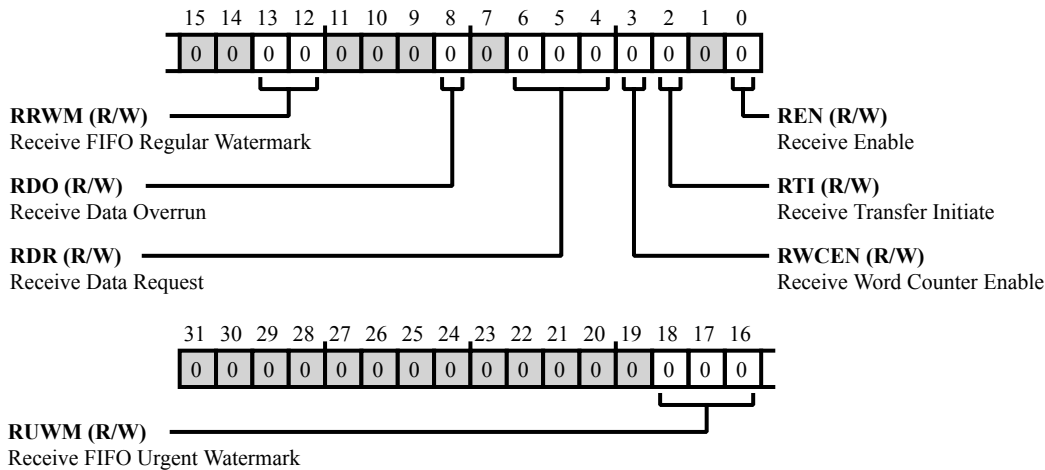 15 14 13 12 11 10 9 8 7 6 5 4 3 2 1 0
0 0 0 0 0 0 0 0 0 0 0 0 0 0 0 0
RRWM (R/W)
Receive FIFO Regular Watermark
REN (R/W)
Receive Enable
RDO (R/W)
Receive Data Overrun
RTI (R/W)
Receive Transfer Initiate
RDR (R/W)
Receive Data Request
RWCEN (R/W)
Receive Word Counter Enable
31 30 29 28 27 26 25 24 23 22 21 20 19 18 17 16
0 0 0 0 0 0 0 0 0 0 0 0 0 0 0 0
RUWM (R/W)
Receive FIFO Urgent Watermark